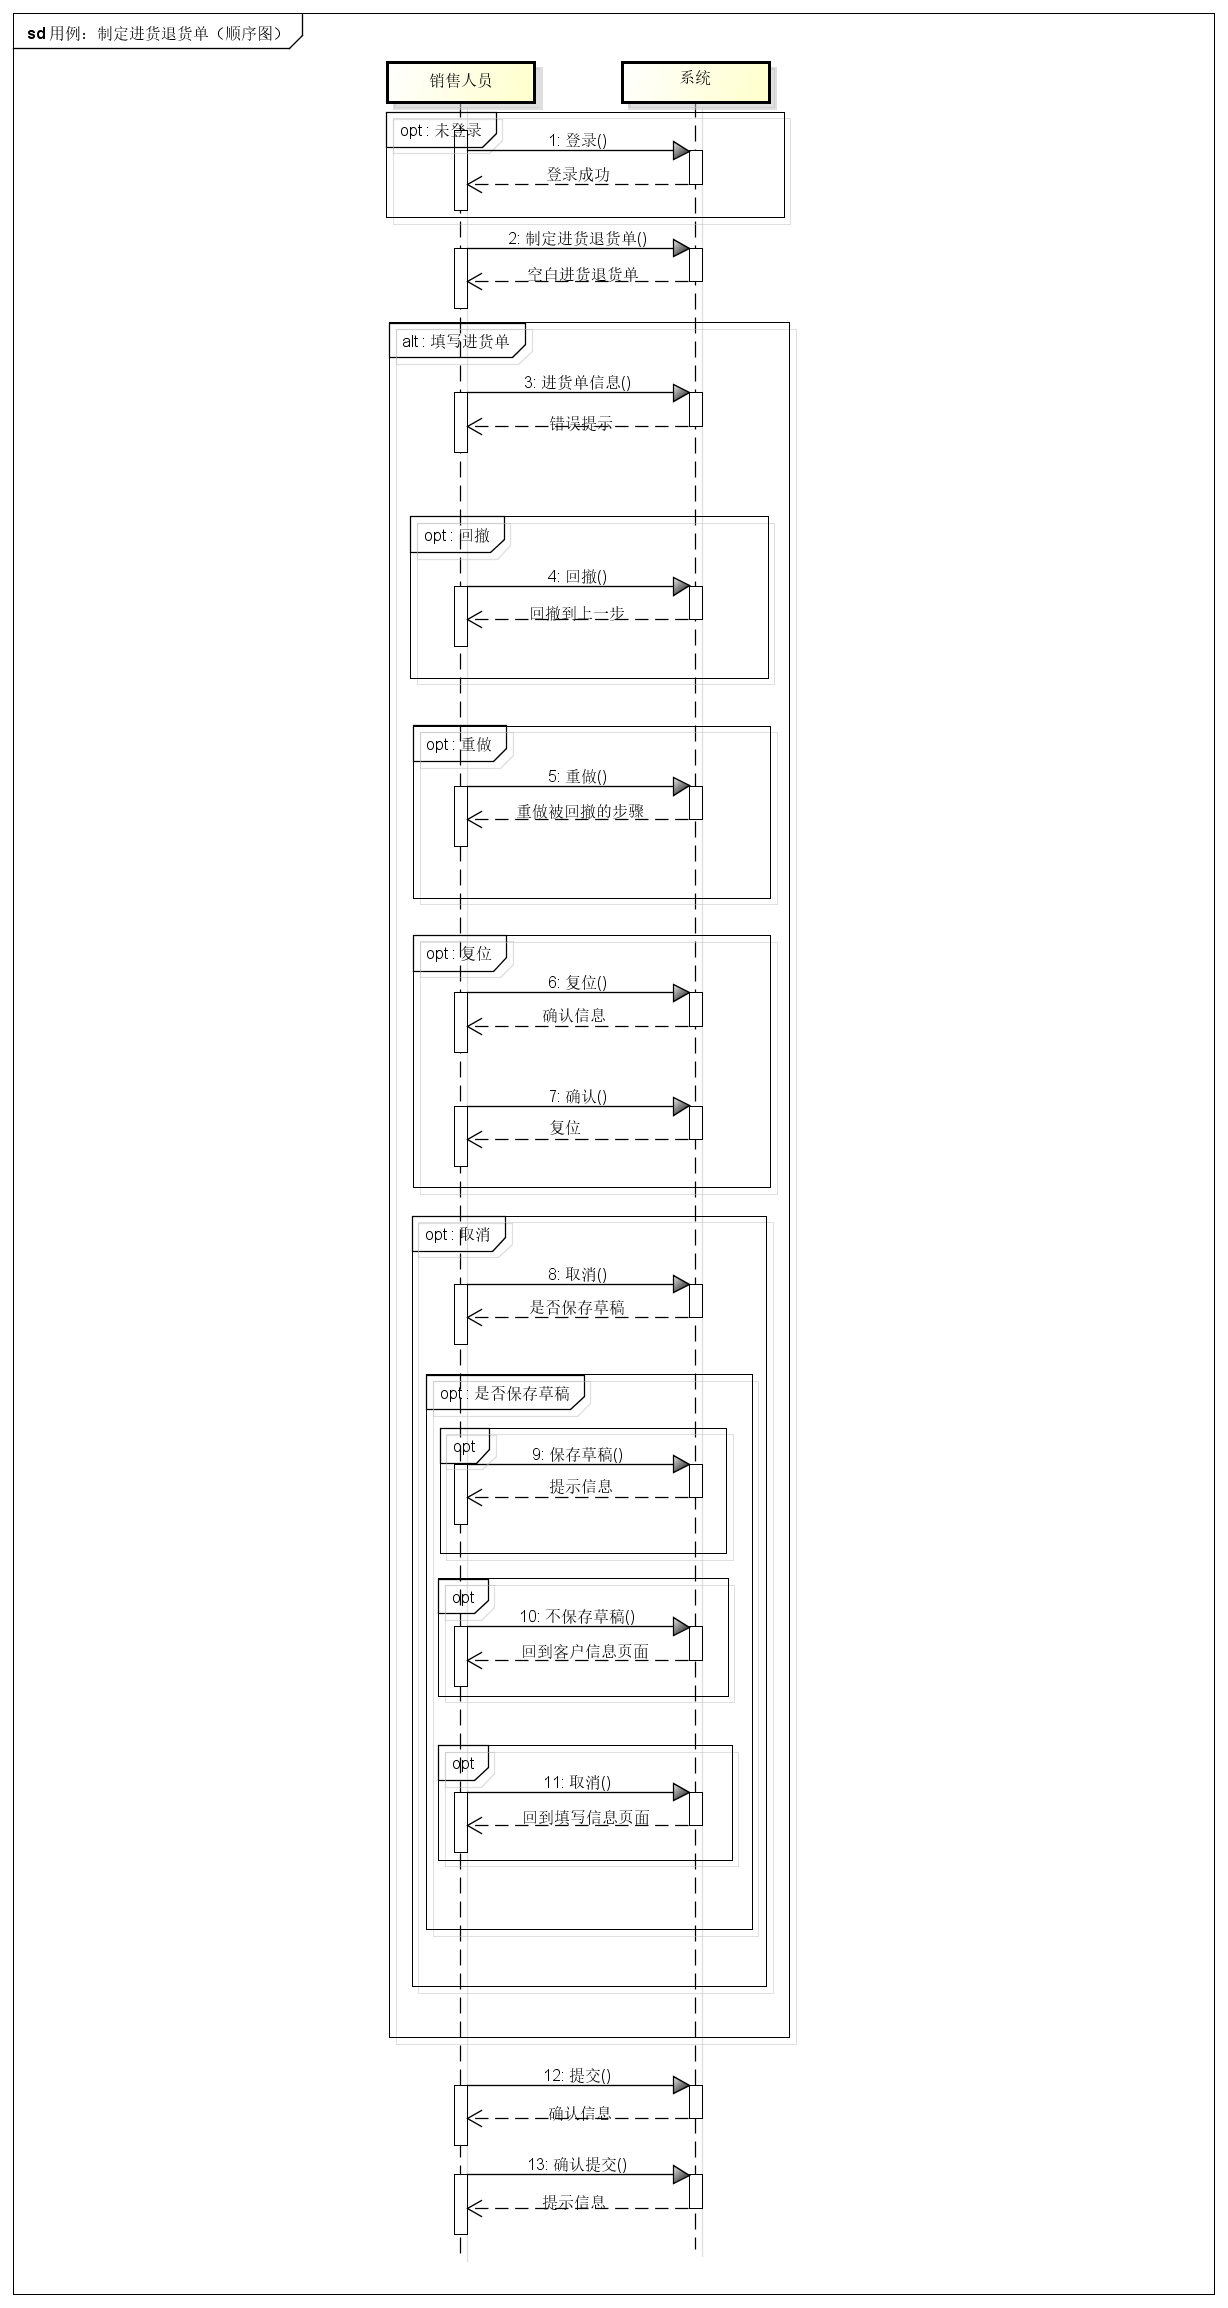 sd 用例：制定进货退货单（顺序图）
销售人员
系统
opt : 未登录
1: 登录()
登录成功
2: 制定进货退货单()
空白进货退货单
alt : 填写进货单
3: 进货单信息()
错误提示
opt : 回撤
4: 回撤()
回撤到上一步
opt : 重做
5: 重做()
重做被回撤的步骤
opt : 复位
6: 复位()
确认信息
7: 确认()
复位
opt : 取消
8: 取消()
是否保存草稿
opt : 是否保存草稿
opt
9: 保存草稿()
提示信息
opt
10: 不保存草稿()
回到客户信息页面
opt
11: 取消()
回到填写信息页面
12: 提交()
确认信息
13: 确认提交()
提示信息